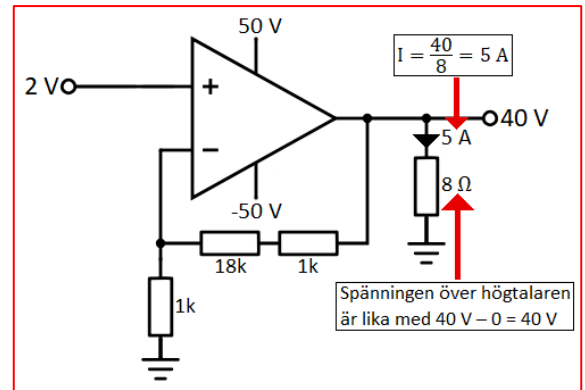 50 V
I = 40/8 = 5 A
2 V
+
40 V
5 A
−
8 Ω
-50 V
18k
1k
1k
Spänningen över högtalaren
är lika med 40 V – 0 = 40 V